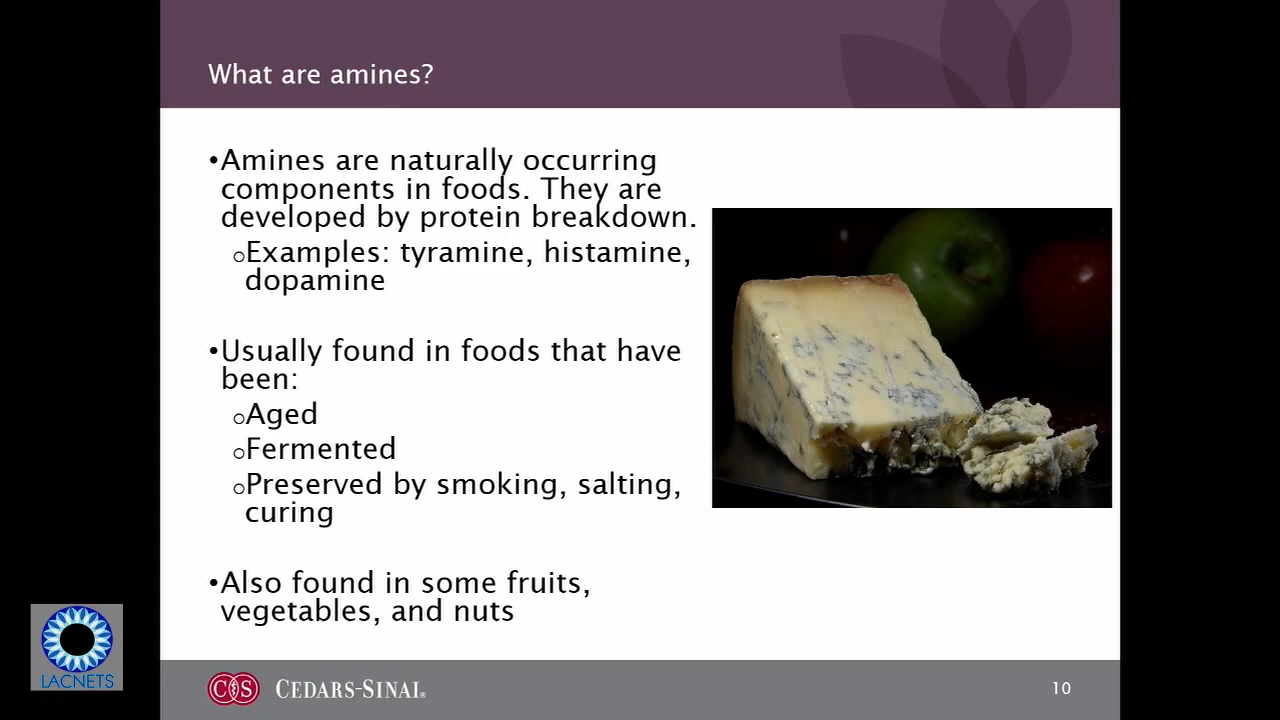 What are amines?
•Amines are naturally occurring
components in foods. They are
developed by protein breakdown.
oExamples: tyramine, histamine,
dopamine
•Usually found in foods that have
been:
oAged
oFermented
oPreserved by smoking, salting,
curing
•Also found in some fruits,
vegetables, and nuts
LACNETS
CS CEDARS-SINAI®
10